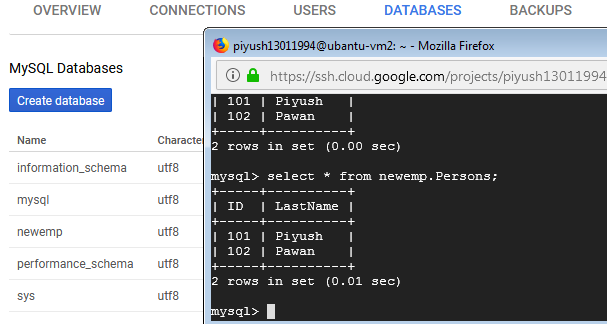 OVERVIEW CONNECTIONS USERS DATABASES BACKUPS
MySQL Databases
Create database
Name Character
information_schema utf8
mysql utf8
newemp utf8
performance_schema utf8
sys utf8
piyush13011994@ubantu-vm2: ~ - Mozilla Firefox
https://ssh.cloud.google.com/projects/piyush13011994
| 101 | Piyush   |
| 102 | Pawan    |
+-----+----------+
2 rows in set (0.00 sec)
mysql> select * from newemp.Persons;
+-----+----------+
| ID  | LastName |
+-----+----------+
| 101 | Piyush   |
| 102 | Pawan    |
+-----+----------+
2 rows in set (0.01 sec)
mysql>